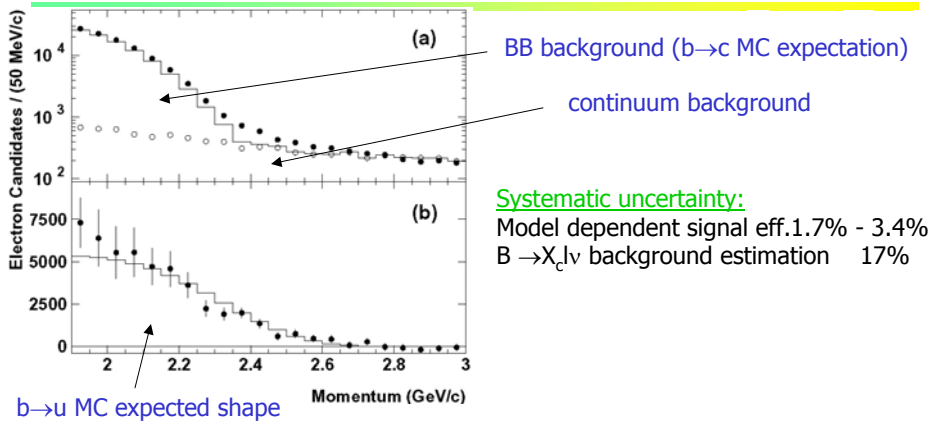 Electron Candidates / (50 MeV/c)
10⁴
10³
10²
(a)
BB background (b→c MC expectation)
continuum background
7500
5000
2500
0
(b)
2
2.2
2.4
2.6
2.8
3
Momentum (GeV/c)
b→u MC expected shape
Systematic uncertainty:
Model dependent signal eff.1.7% - 3.4%
B →X꜀lν background estimation 17%